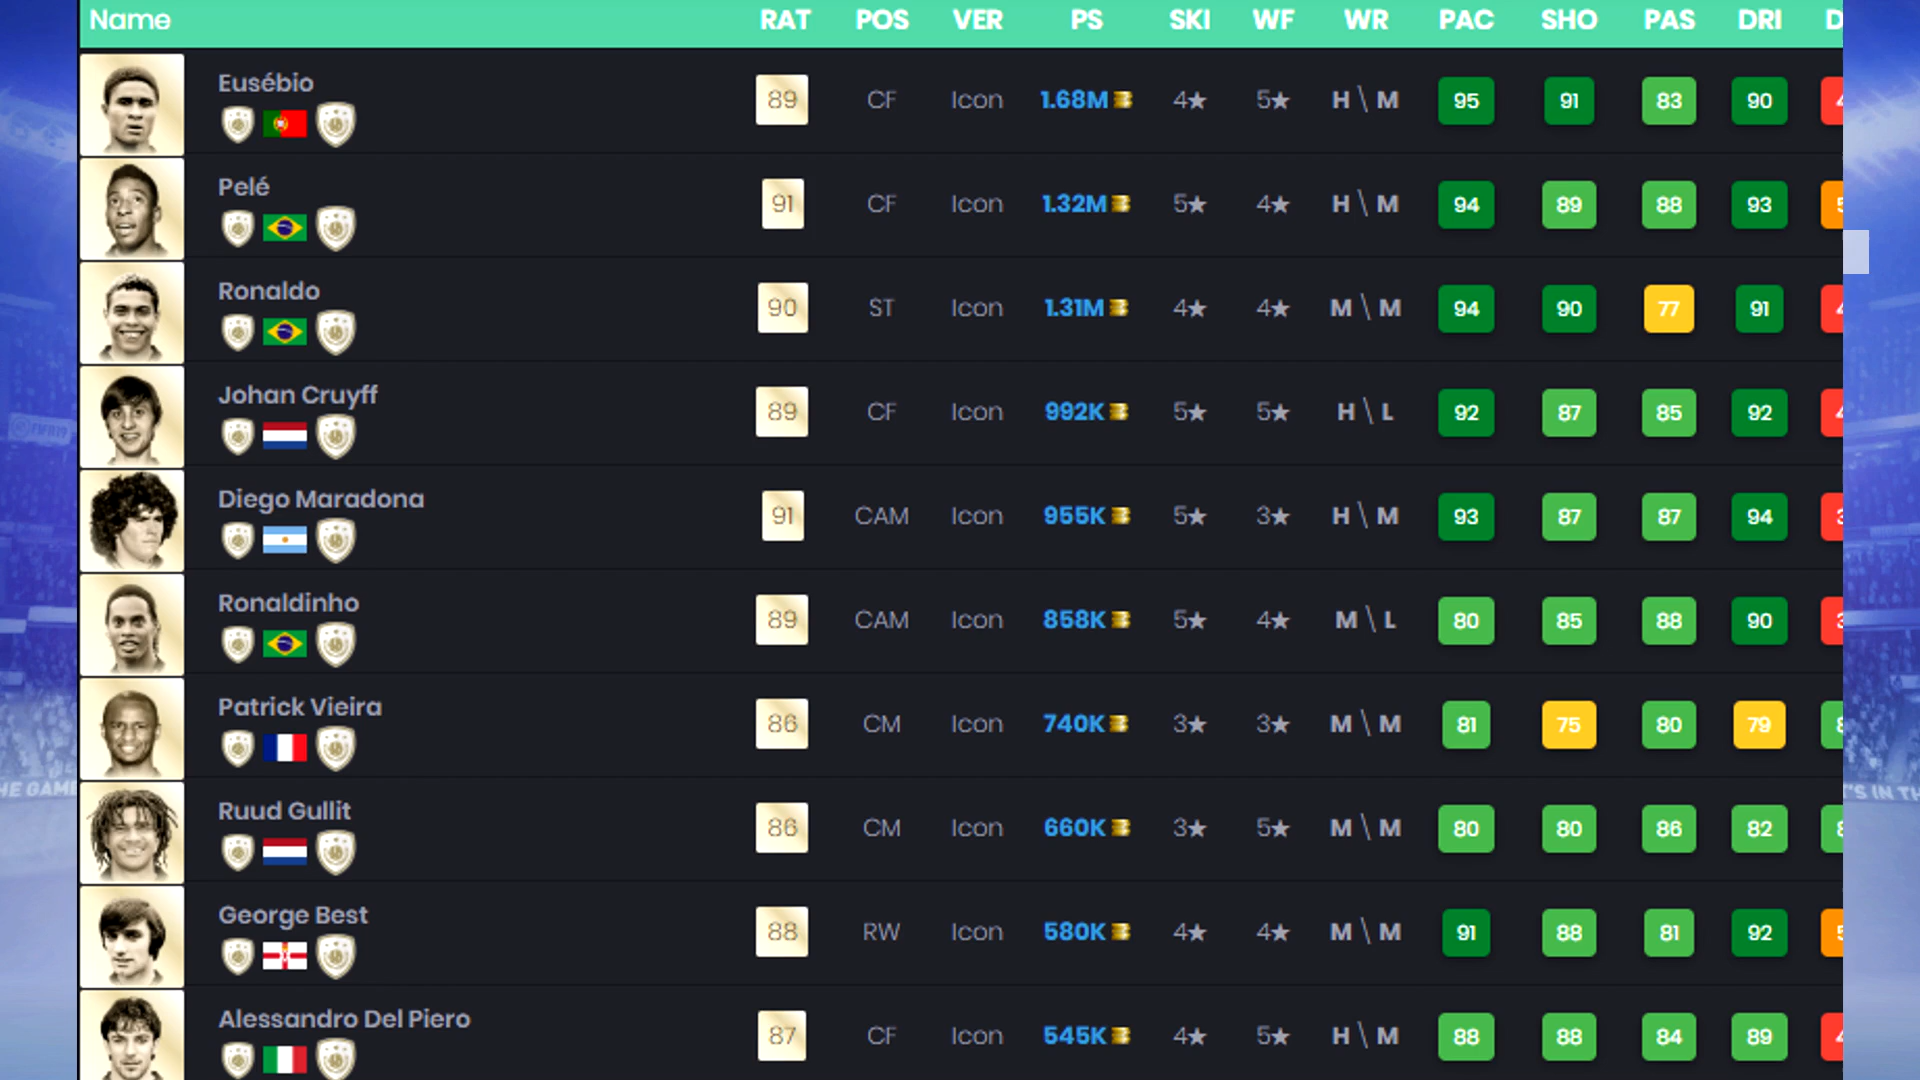 Name RAT POS VER PS SKI WF WR PAC SHO PAS DRI
Eusébio 89 CF Icon 1.68M 4★ 5★ H \ M 95 91 83 90
Pelé 91 CF Icon 1.32M 5★ 4★ H \ M 94 89 88 93
Ronaldo 90 ST Icon 1.31M 4★ 4★ M \ M 94 90 77 91
Johan Cruyff 89 CF Icon 992K 5★ 5★ H \ L 92 87 85 92
Diego Maradona 91 CAM Icon 955K 5★ 3★ H \ M 93 87 87 94
Ronaldinho 89 CAM Icon 858K 5★ 4★ M \ L 80 85 88 90
Patrick Vieira 86 CM Icon 740K 3★ 3★ M \ M 81 75 80 79
Ruud Gullit 86 CM Icon 660K 3★ 5★ M \ M 80 80 86 82
George Best 88 RW Icon 580K 4★ 4★ M \ M 91 88 81 92
Alessandro Del Piero 87 CF Icon 545K 4★ 5★ H \ M 88 88 84 89